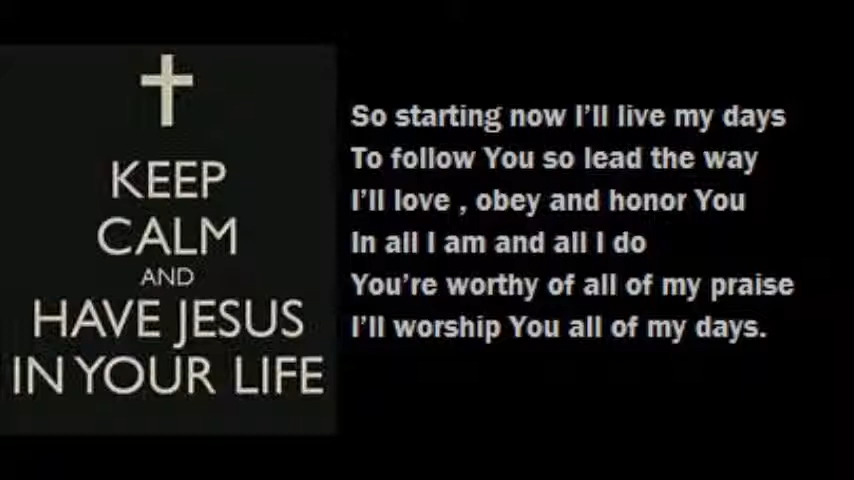 KEEP
CALM
AND
HAVE JESUS
IN YOUR LIFE
So starting now I'll live my days
To follow You so lead the way
I'll love , obey and honor You
In all I am and all I do
You're worthy of all of my praise
I'll worship You all of my days.